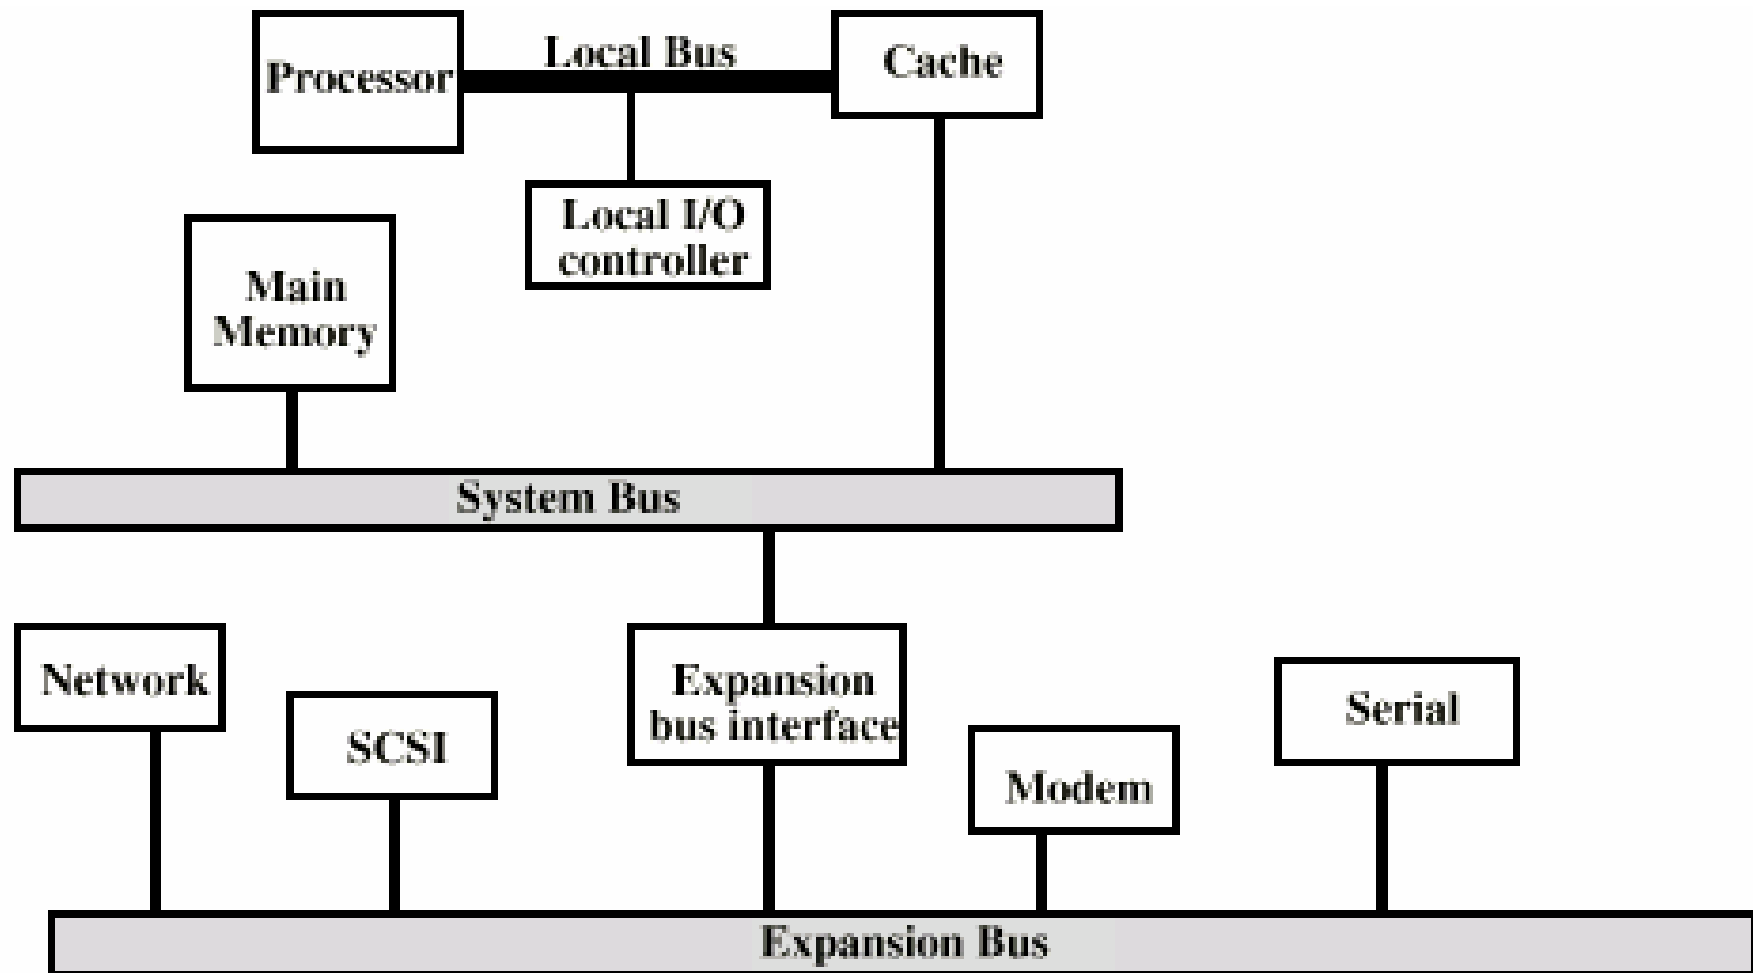 Local Bus
Processor
Cache
Local I/O
controller
Main
Memory
System Bus
Network
SCSI
Expansion
bus interface
Modem
Serial
Expansion Bus